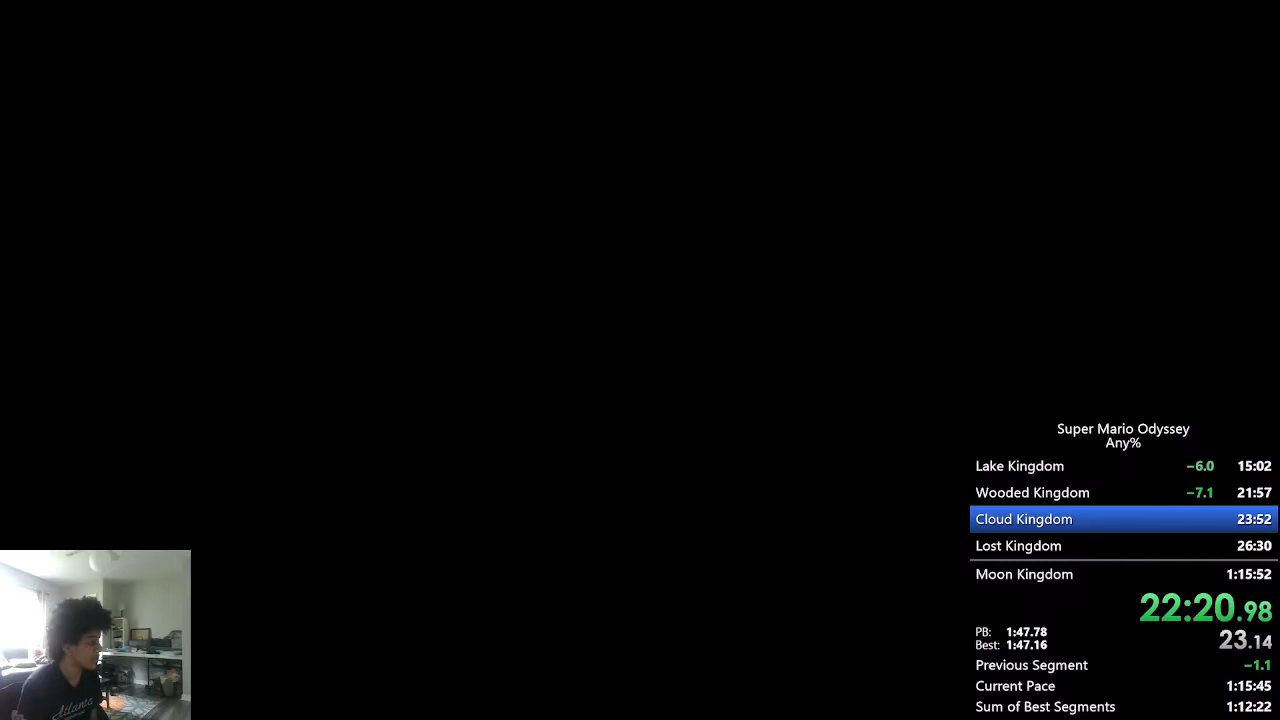 Super Mario Odyssey
Any%
Lake Kingdom −6.0 15:02
Wooded Kingdom −7.1 21:57
Cloud Kingdom 23:52
Lost Kingdom 26:30
Moon Kingdom 1:15:52
22:20.98
PB: 1:47.78
Best: 1:47.16
23.14
Previous Segment −1.1
Current Pace 1:15:45
Sum of Best Segments 1:12:22
Atlanta